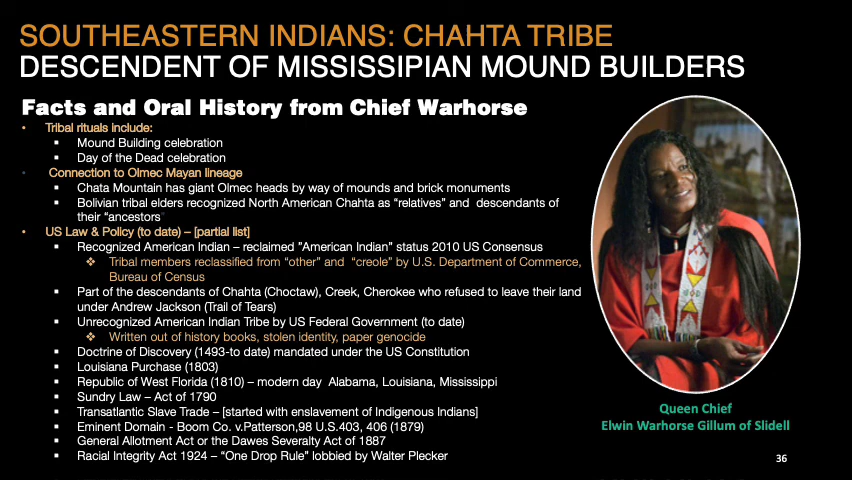 SOUTHEASTERN INDIANS: CHAHTA TRIBE
DESCENDENT OF MISSISSIPIAN MOUND BUILDERS
Facts and Oral History from Chief Warhorse
• Tribal rituals include:
▪ Mound Building celebration
▪ Day of the Dead celebration
• Connection to Olmec Mayan lineage
▪ Chata Mountain has giant Olmec heads by way of mounds and brick monuments
▪ Bolivian tribal elders recognized North American Chahta as “relatives” and descendants of
their “ancestors”
• US Law & Policy (to date) – [partial list]
▪ Recognized American Indian – reclaimed ”American Indian” status 2010 US Consensus
❖ Tribal members reclassified from “other” and “creole” by U.S. Department of Commerce,
Bureau of Census
▪ Part of the descendants of Chahta (Choctaw), Creek, Cherokee who refused to leave their land
under Andrew Jackson (Trail of Tears)
▪ Unrecognized American Indian Tribe by US Federal Government (to date)
❖ Written out of history books, stolen identity, paper genocide
▪ Doctrine of Discovery (1493-to date) mandated under the US Constitution
▪ Louisiana Purchase (1803)
▪ Republic of West Florida (1810) – modern day Alabama, Louisiana, Mississippi
▪ Sundry Law – Act of 1790
▪ Transatlantic Slave Trade – [started with enslavement of Indigenous Indians]
▪ Eminent Domain - Boom Co. v.Patterson,98 U.S.403, 406 (1879)
▪ General Allotment Act or the Dawes Severalty Act of 1887
▪ Racial Integrity Act 1924 – “One Drop Rule” lobbied by Walter Plecker
Queen Chief
Elwin Warhorse Gillum of Slidell
36